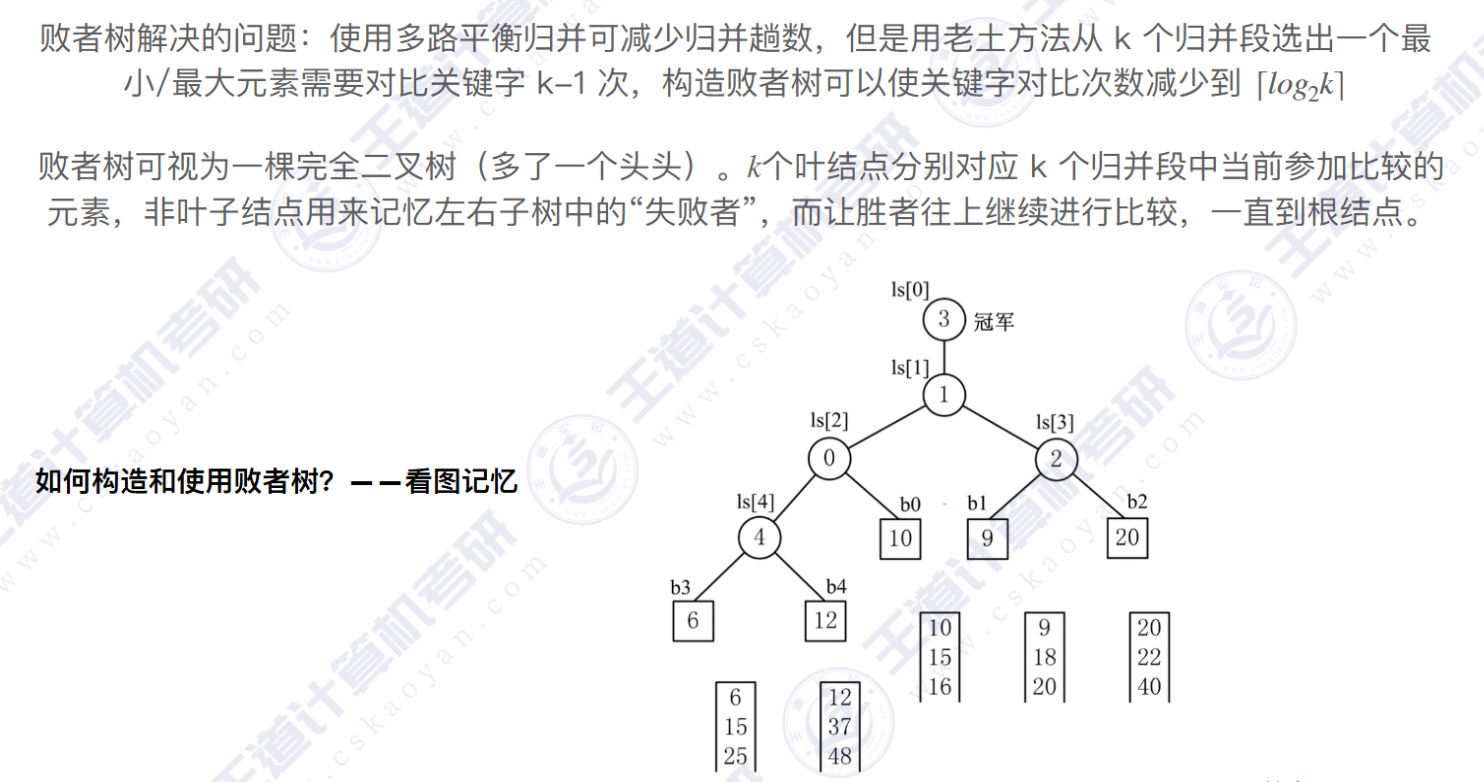 败者树解决的问题：使用多路平衡归并可减少归并趟数，但是用老土方法从 k 个归并段选出一个最
小/最大元素需要对比关键字 k–1 次，构造败者树可以使关键字对比次数减少到 ⌈log₂k⌉
败者树可视为一棵完全二叉树（多了一个头头）。k个叶结点分别对应 k 个归并段中当前参加比较的
元素，非叶子结点用来记忆左右子树中的“失败者”，而让胜者往上继续进行比较，一直到根结点。
ls[0]
3 冠军
ls[1]
1
ls[2] ls[3]
0 2
如何构造和使用败者树？——看图记忆
ls[4] b0 b1 b2
4 10 9 20
b3 b4
6 12
10 9 20
15 18 22
16 20 40
6 12
15 37
25 48
王道计算机考研
www.cskaoyan.com